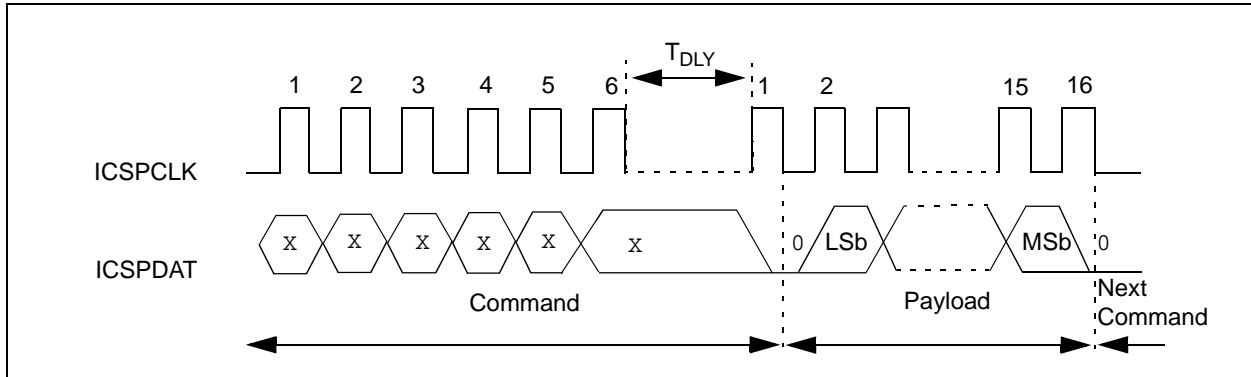 T_DLY
1 2 3 4 5 6 1 2 15 16
ICSPCLK
x x x x x x 0 LSb MSb 0
ICSPDAT
Command
Payload
Next
Command